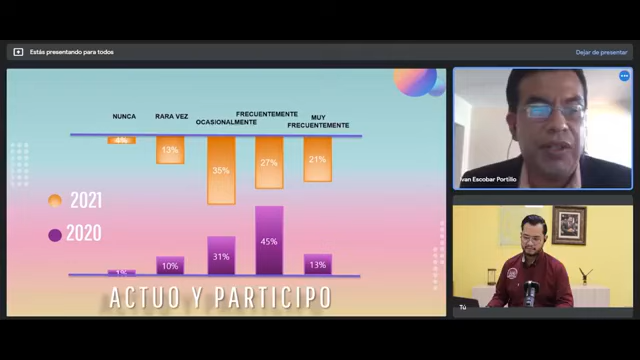 Estás presentando para todos
Dejar de presentar
NUNCA
RARA VEZ
OCASIONALMENTE
FRECUENTEMENTE
MUY
FRECUENTEMENTE
4%
13%
35%
27%
21%
2021
2020
1%
10%
31%
45%
13%
ACTUO Y PARTICIPO
van Escobar Portillo
Tú